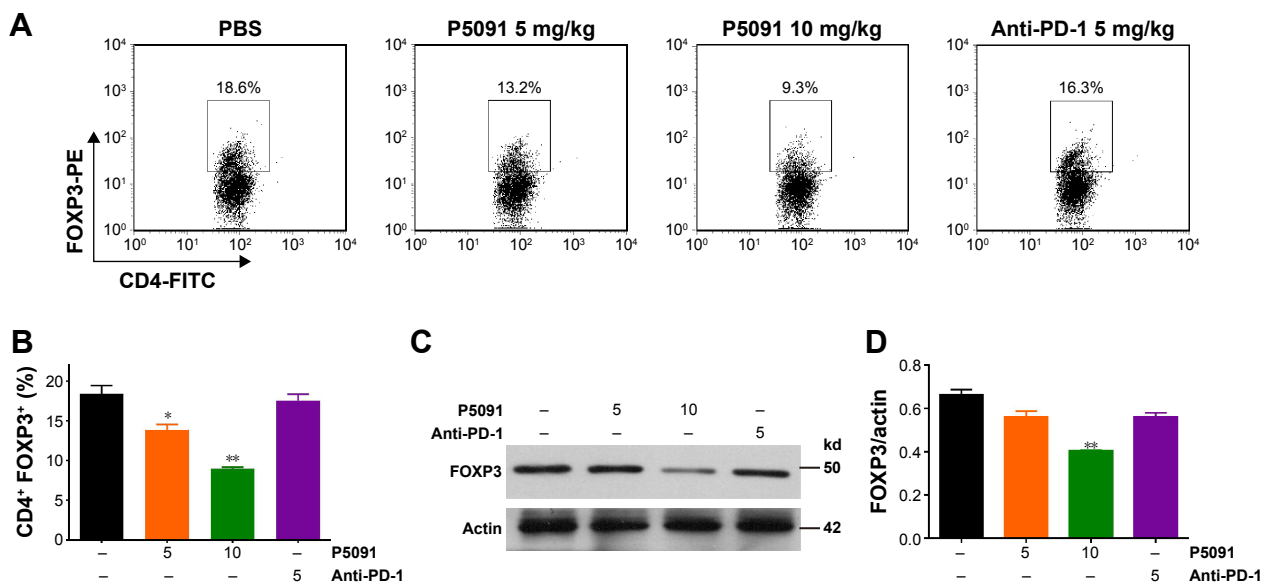 A
PBS
P5091 5 mg/kg
P5091 10 mg/kg
Anti-PD-1 5 mg/kg
10⁴
10³
10²
10¹
10⁰
18.6%
10⁰ 10¹ 10² 10³ 10⁴
10⁴
10³
10²
10¹
10⁰
13.2%
10⁰ 10¹ 10² 10³ 10⁴
10⁴
10³
10²
10¹
10⁰
9.3%
10⁰ 10¹ 10² 10³ 10⁴
10⁴
10³
10²
10¹
10⁰
16.3%
10⁰ 10¹ 10² 10³ 10⁴
FOXP3-PE
CD4-FITC
B
CD4⁺ FOXP3⁺ (%)
20
15
10
5
0
*
**
– 5 10 – P5091
– – – 5 Anti-PD-1
C
P5091 – 5 10 –
Anti-PD-1 – – – 5
kd
FOXP3 50
Actin 42
D
FOXP3/actin
0.8
0.6
0.4
0.2
0.0
**
– 5 10 – P5091
– – – 5 Anti-PD-1